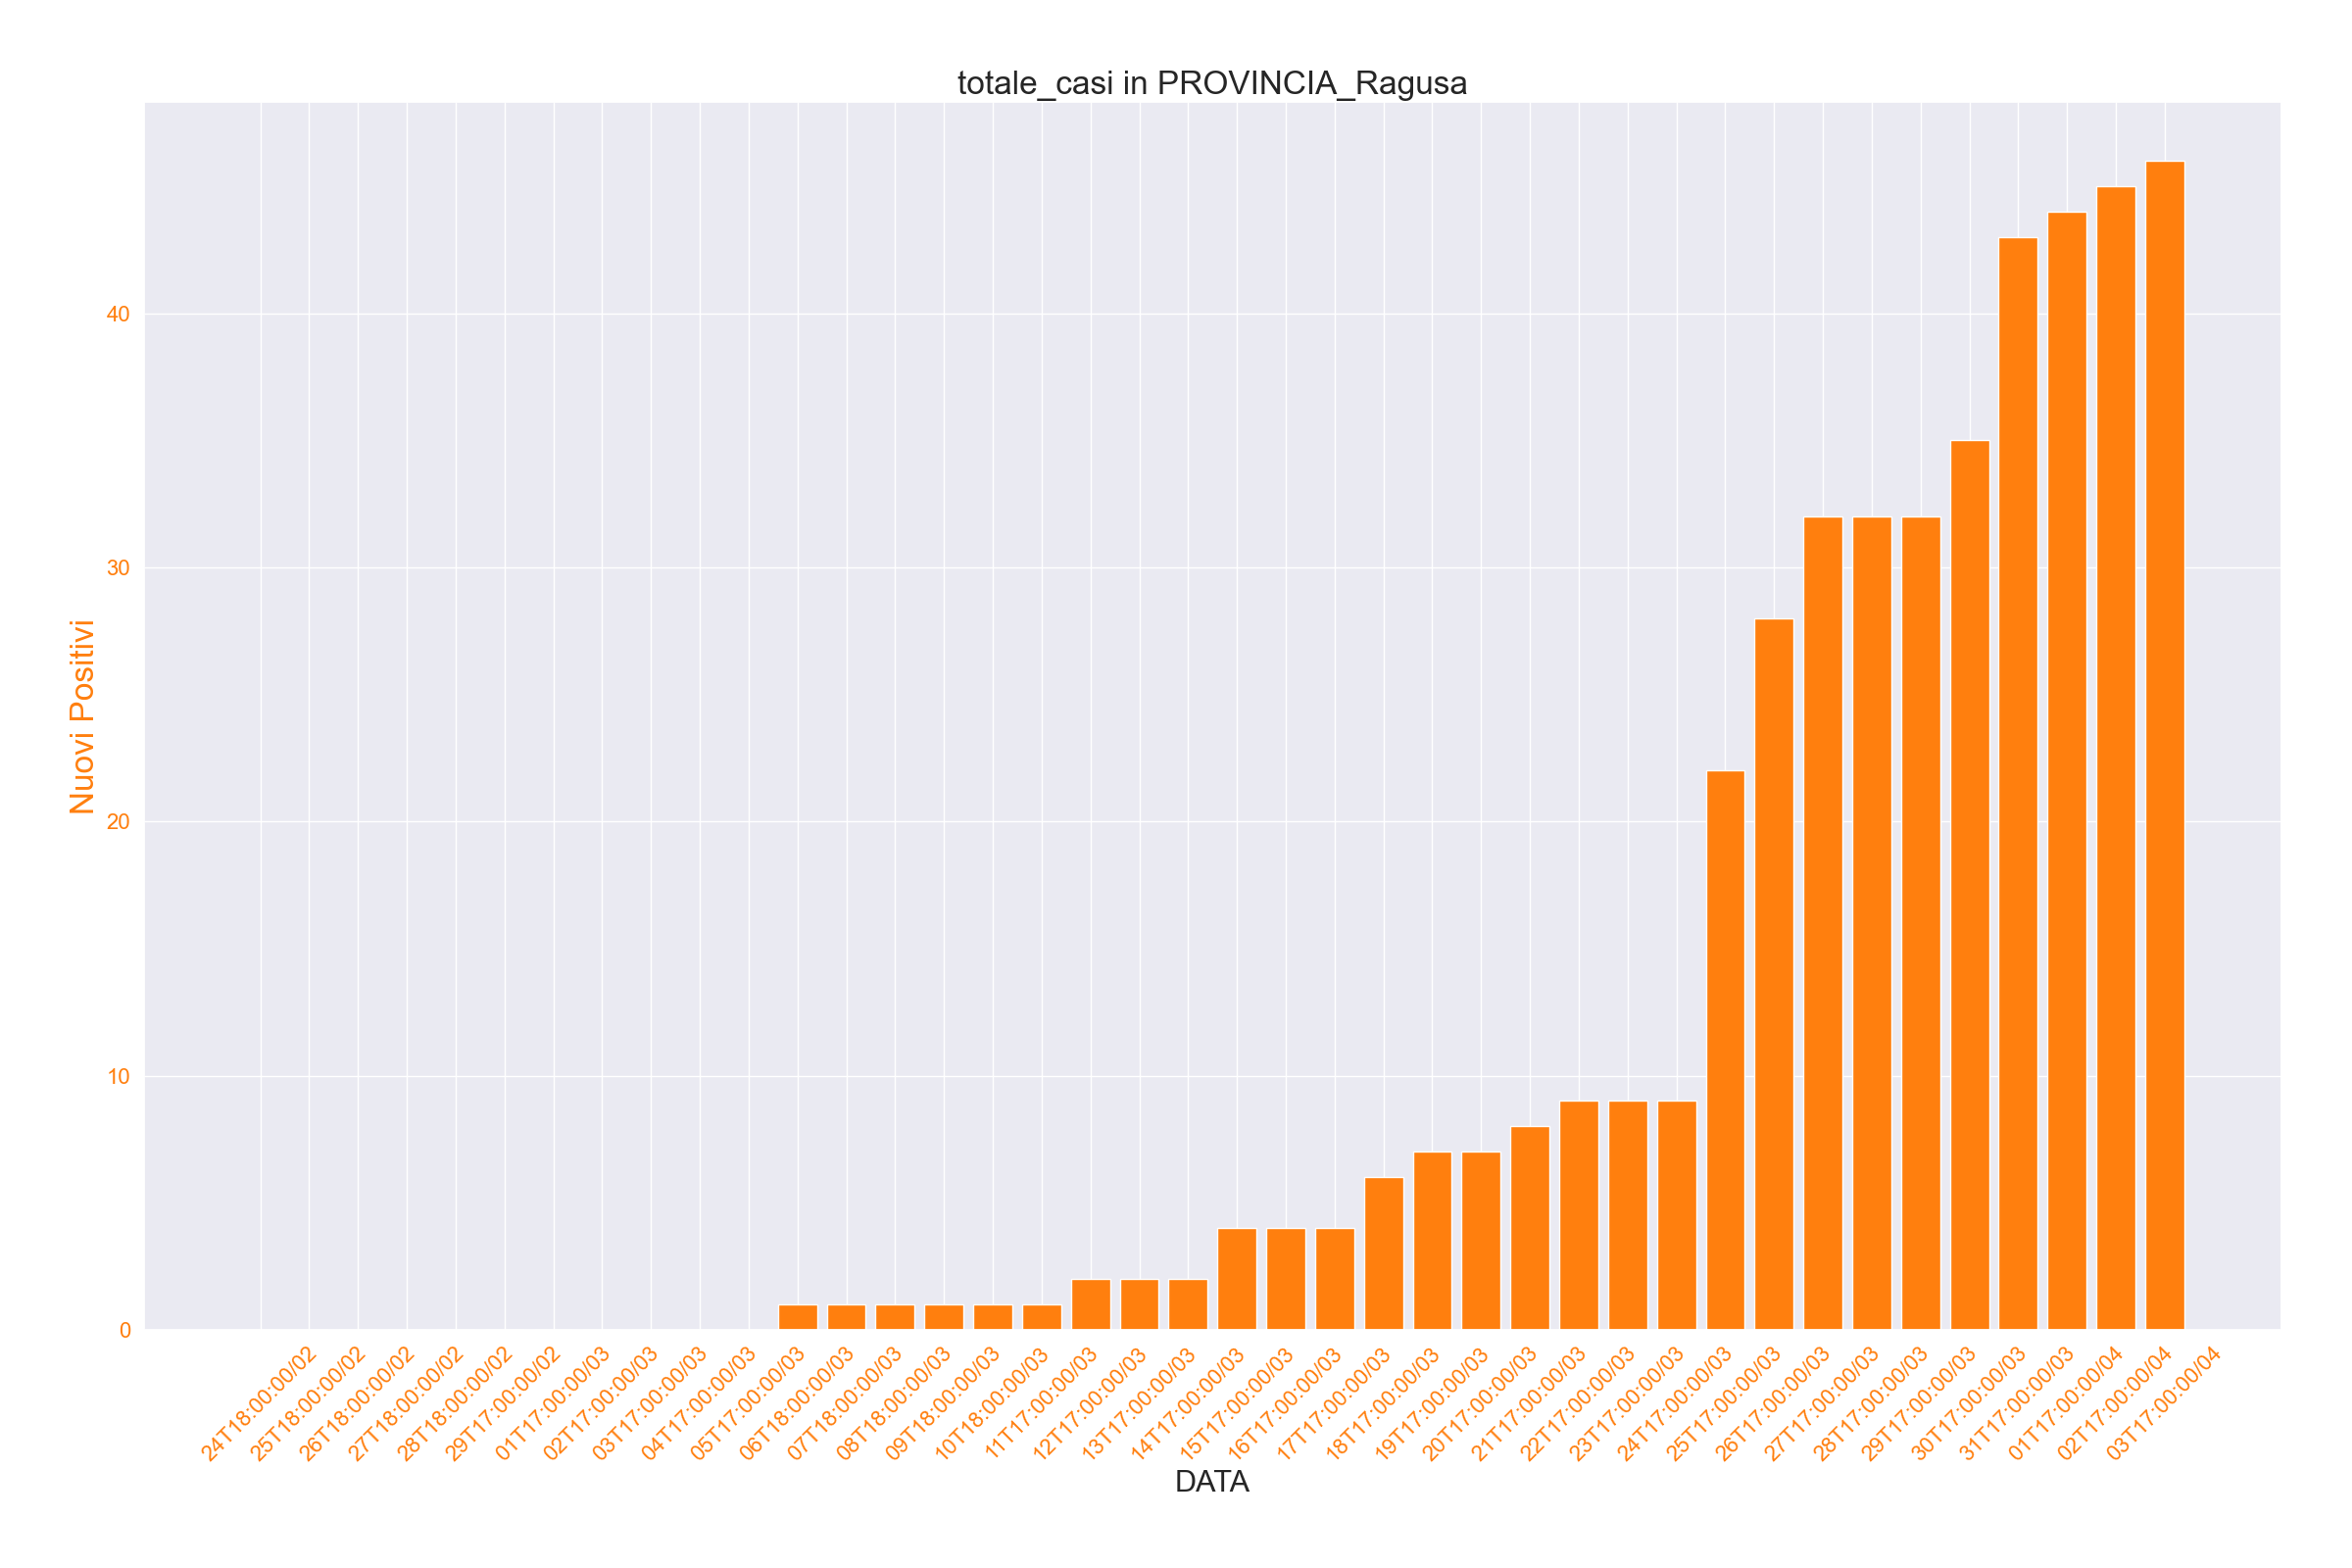 totale_casi in PROVINCIA_Ragusa
Nuovi Positivi
40
30
20
10
0
24T18:00:00/02
25T18:00:00/02
26T18:00:00/02
27T18:00:00/02
28T18:00:00/02
29T17:00:00/02
01T17:00:00/03
02T17:00:00/03
03T17:00:00/03
04T17:00:00/03
05T17:00:00/03
06T18:00:00/03
07T18:00:00/03
08T18:00:00/03
09T18:00:00/03
10T18:00:00/03
11T17:00:00/03
12T17:00:00/03
13T17:00:00/03
14T17:00:00/03
15T17:00:00/03
16T17:00:00/03
17T17:00:00/03
18T17:00:00/03
19T17:00:00/03
20T17:00:00/03
21T17:00:00/03
22T17:00:00/03
23T17:00:00/03
24T17:00:00/03
25T17:00:00/03
26T17:00:00/03
27T17:00:00/03
28T17:00:00/03
29T17:00:00/03
30T17:00:00/03
31T17:00:00/03
01T17:00:00/04
02T17:00:00/04
03T17:00:00/04
DATA